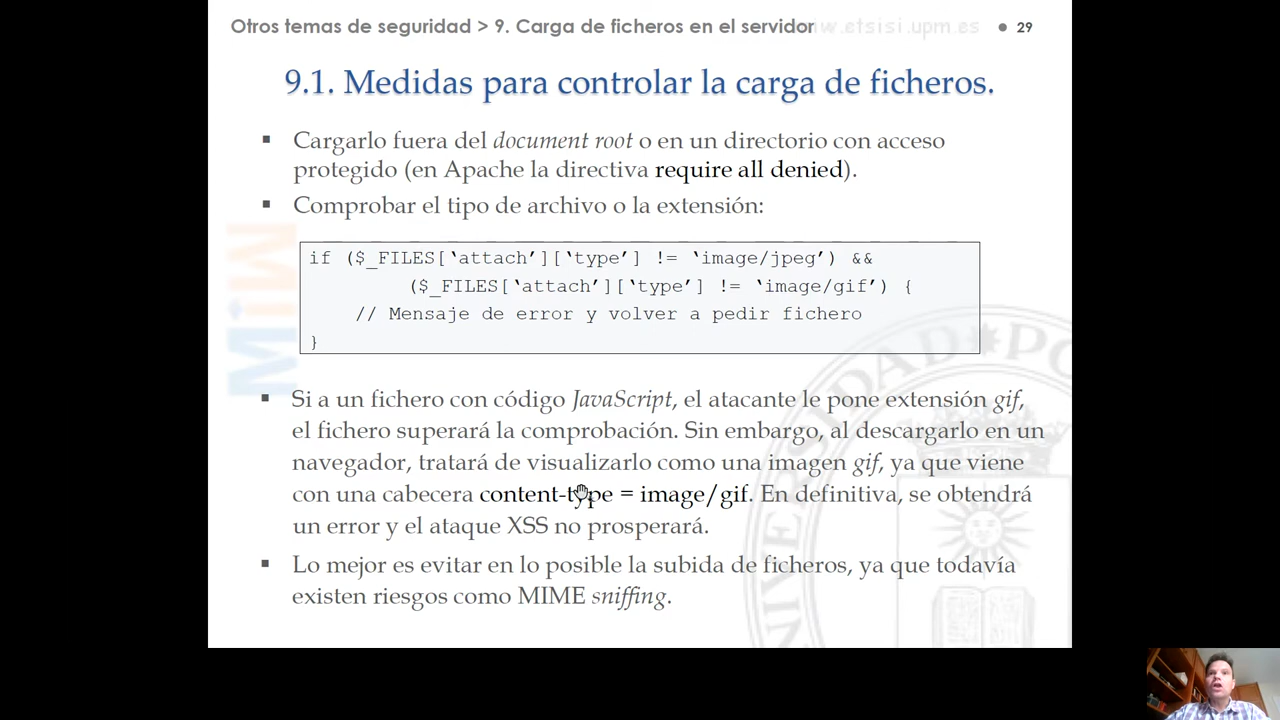 Otros temas de seguridad > 9. Carga de ficheros en el servidor www.etsisi.upm.es • 29
9.1. Medidas para controlar la carga de ficheros.
▪ Cargarlo fuera del document root o en un directorio con acceso
protegido (en Apache la directiva require all denied).
▪ Comprobar el tipo de archivo o la extensión:
if ($_FILES[‘attach’][‘type’] != ‘image/jpeg’) &&
($_FILES[‘attach’][‘type’] != ‘image/gif’) {
// Mensaje de error y volver a pedir fichero
}
▪ Si a un fichero con código JavaScript, el atacante le pone extensión gif,
el fichero superará la comprobación. Sin embargo, al descargarlo en un
navegador, tratará de visualizarlo como una imagen gif, ya que viene
con una cabecera content-type = image/gif. En definitiva, se obtendrá
un error y el ataque XSS no prosperará.
▪ Lo mejor es evitar en lo posible la subida de ficheros, ya que todavía
existen riesgos como MIME sniffing.
MiW